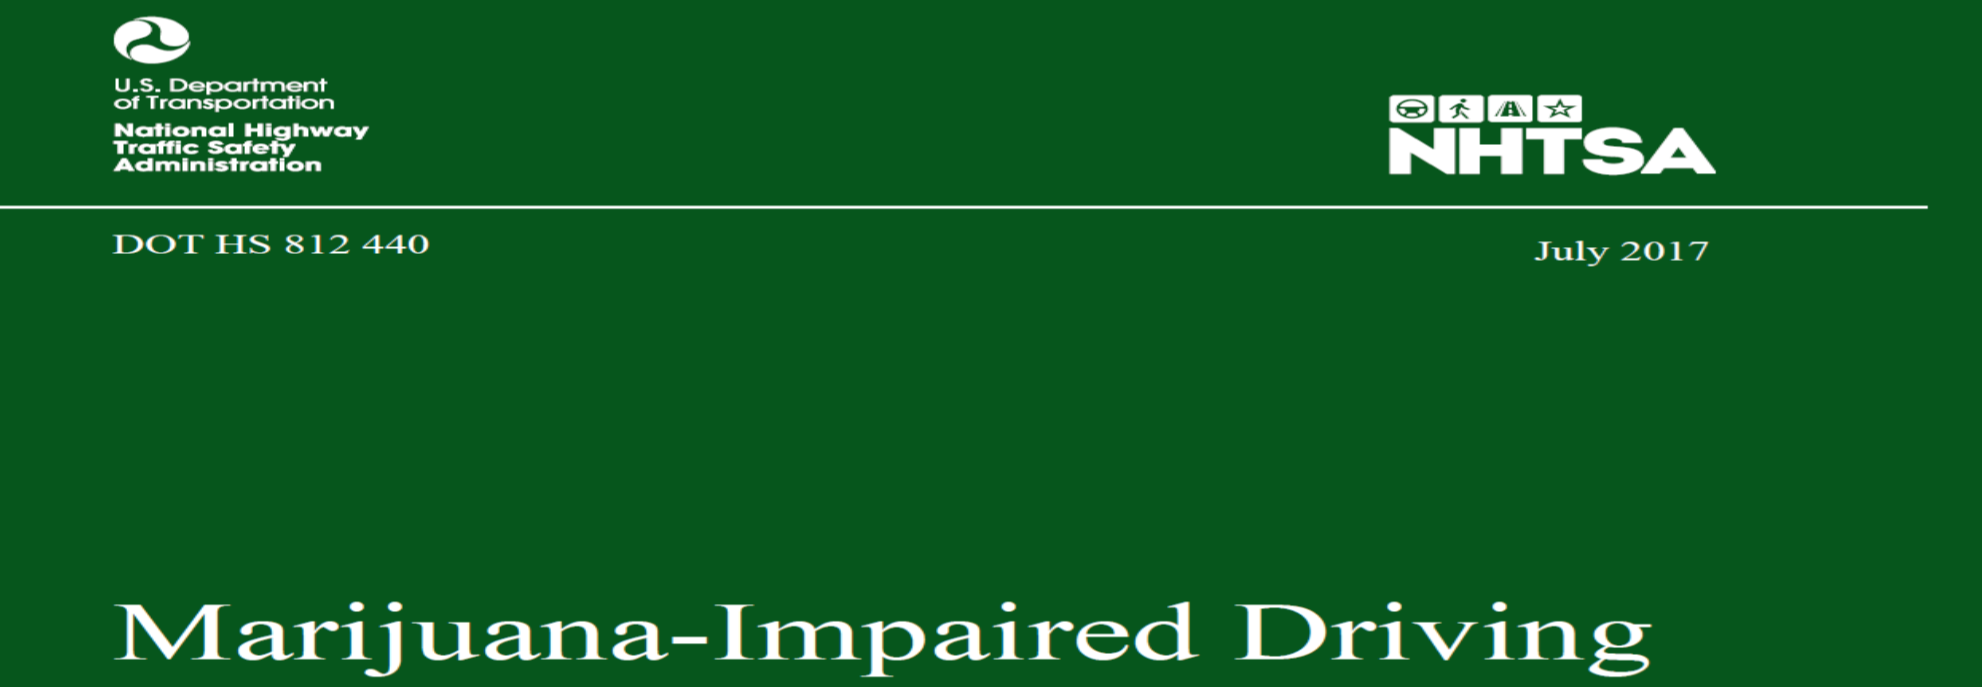 U.S. Department
of Transportation
National Highway
Traffic Safety
Administration
NHTSA
DOT HS 812 440
July 2017
Marijuana-Impaired Driving